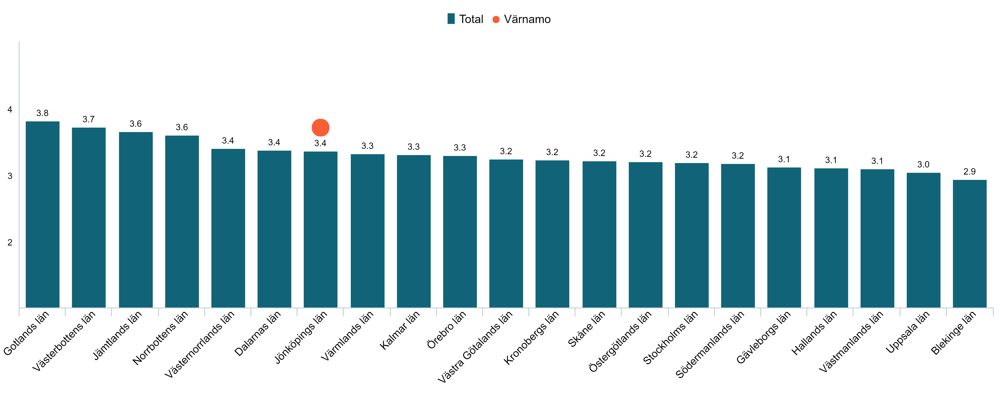 Total Värnamo
4
3
2
3.8
3.7
3.6
3.6
3.4
3.4
3.4
3.3
3.3
3.3
3.2
3.2
3.2
3.2
3.2
3.2
3.1
3.1
3.1
3.0
2.9
Gotlands län
Västerbottens län
Jämtlands län
Norrbottens län
Västernorrlands län
Dalarnas län
Jönköpings län
Värmlands län
Kalmar län
Örebro län
Västra Götalands län
Kronobergs län
Skåne län
Östergötlands län
Stockholms län
Södermanlands län
Gävleborgs län
Hallands län
Västmanlands län
Uppsala län
Blekinge län